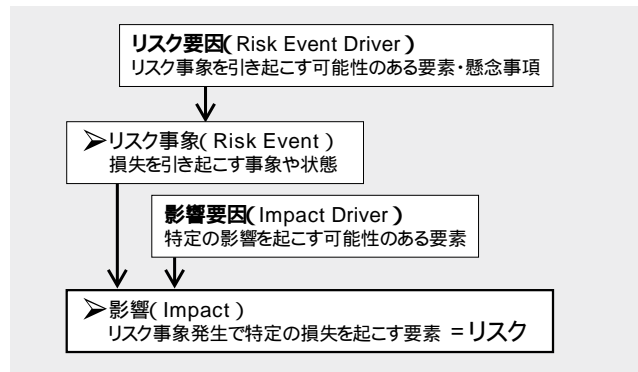 リスク要因(Risk Event Driver)
リスク事象を引き起こす可能性のある要素・懸念事項
➢リスク事象(Risk Event)
損失を引き起こす事象や状態
影響要因(Impact Driver)
特定の影響を起こす可能性のある要素
➢影響(Impact)
リスク事象発生で特定の損失を起こす要素 =リスク